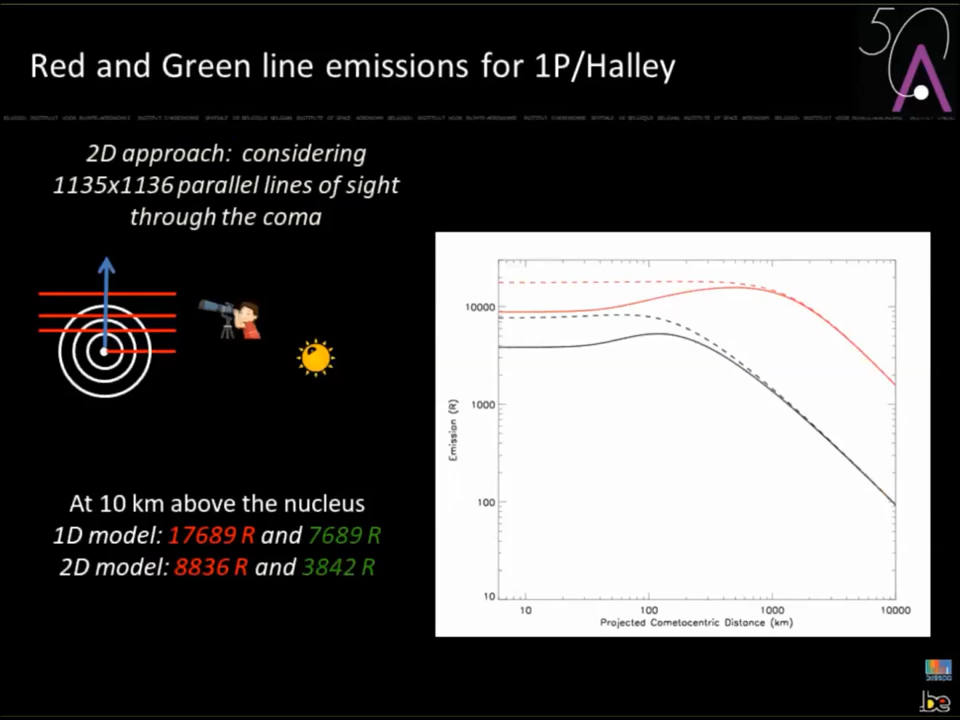 50
Red and Green line emissions for 1P/Halley
2D approach: considering
1135x1136 parallel lines of sight
through the coma
At 10 km above the nucleus
1D model: 17689 R and 7689 R
2D model: 8836 R and 3842 R
10000
1000
100
10
Emission (R)
10 100 1000 10000
Projected Cometocentric Distance (km)
.be